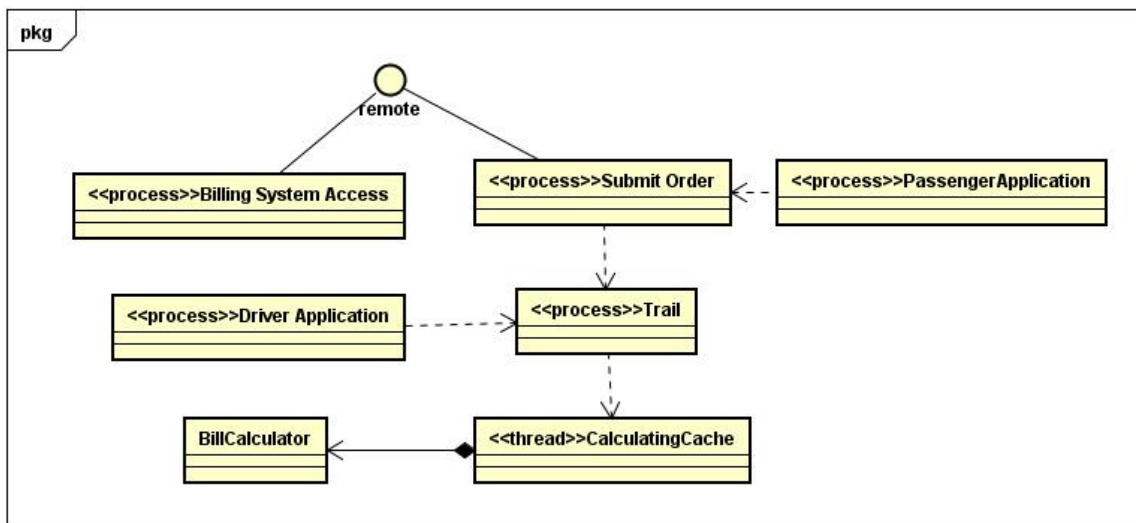 pkg
remote
<<process>>Billing System Access
<<process>>Submit Order
<<process>>PassengerApplication
<<process>>Driver Application
<<process>>Trail
BillCalculator
<<thread>>CalculatingCache